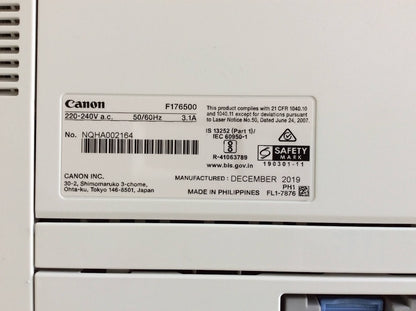 Canon F176500
220-240V a.c. 50/60Hz 3.1A
No. NQHA002164
This product complies with 21 CFR 1040.10
and 1040.11 except for deviations pursuant
to Laser Notice No.50, Dated June 24, 2007.
IS 13252 (Part 1)/
IEC 60950-1
R-41063789
www.bis.gov.in
SAFETY
MARK
190301-11
CANON INC.
30-2, Shimomaruko 3-chome,
Ohta-ku, Tokyo 146-8501, Japan
MANUFACTURED: DECEMBER 2019
PH1
MADE IN PHILIPPINES FL1-7876